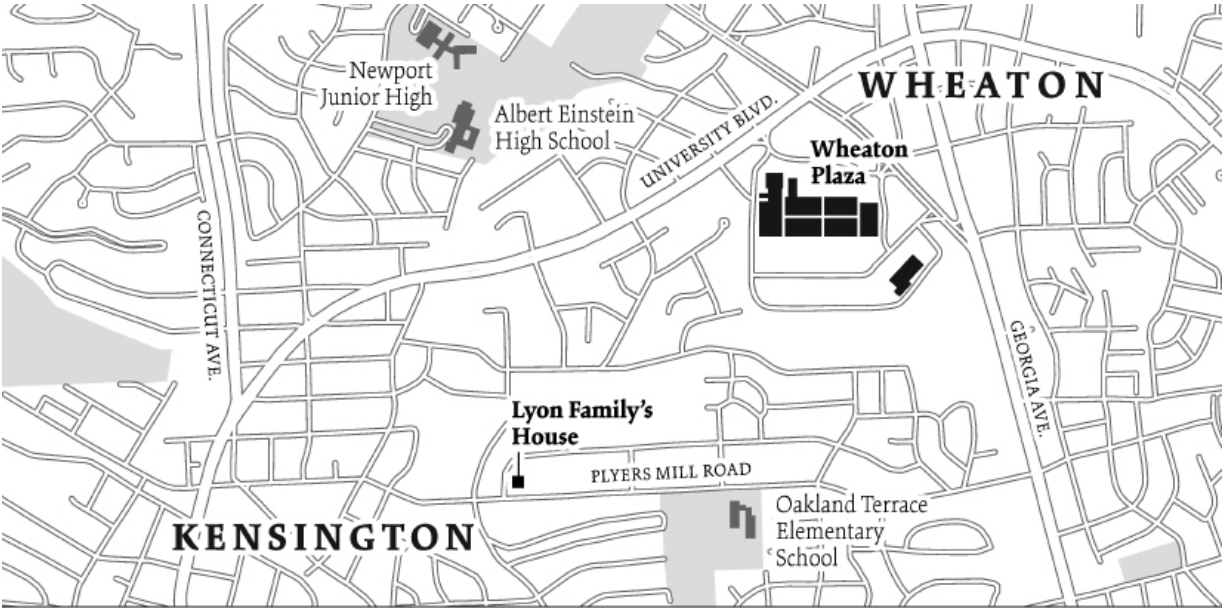 Newport
Junior High
Albert Einstein
High School
UNIVERSITY BLVD.
WHEATON
Wheaton
Plaza
CONNECTICUT AVE.
GEORGIA AVE.
Lyon Family's
House
PLYERS MILL ROAD
KENSINGTON
Oakland Terrace
Elementary
School